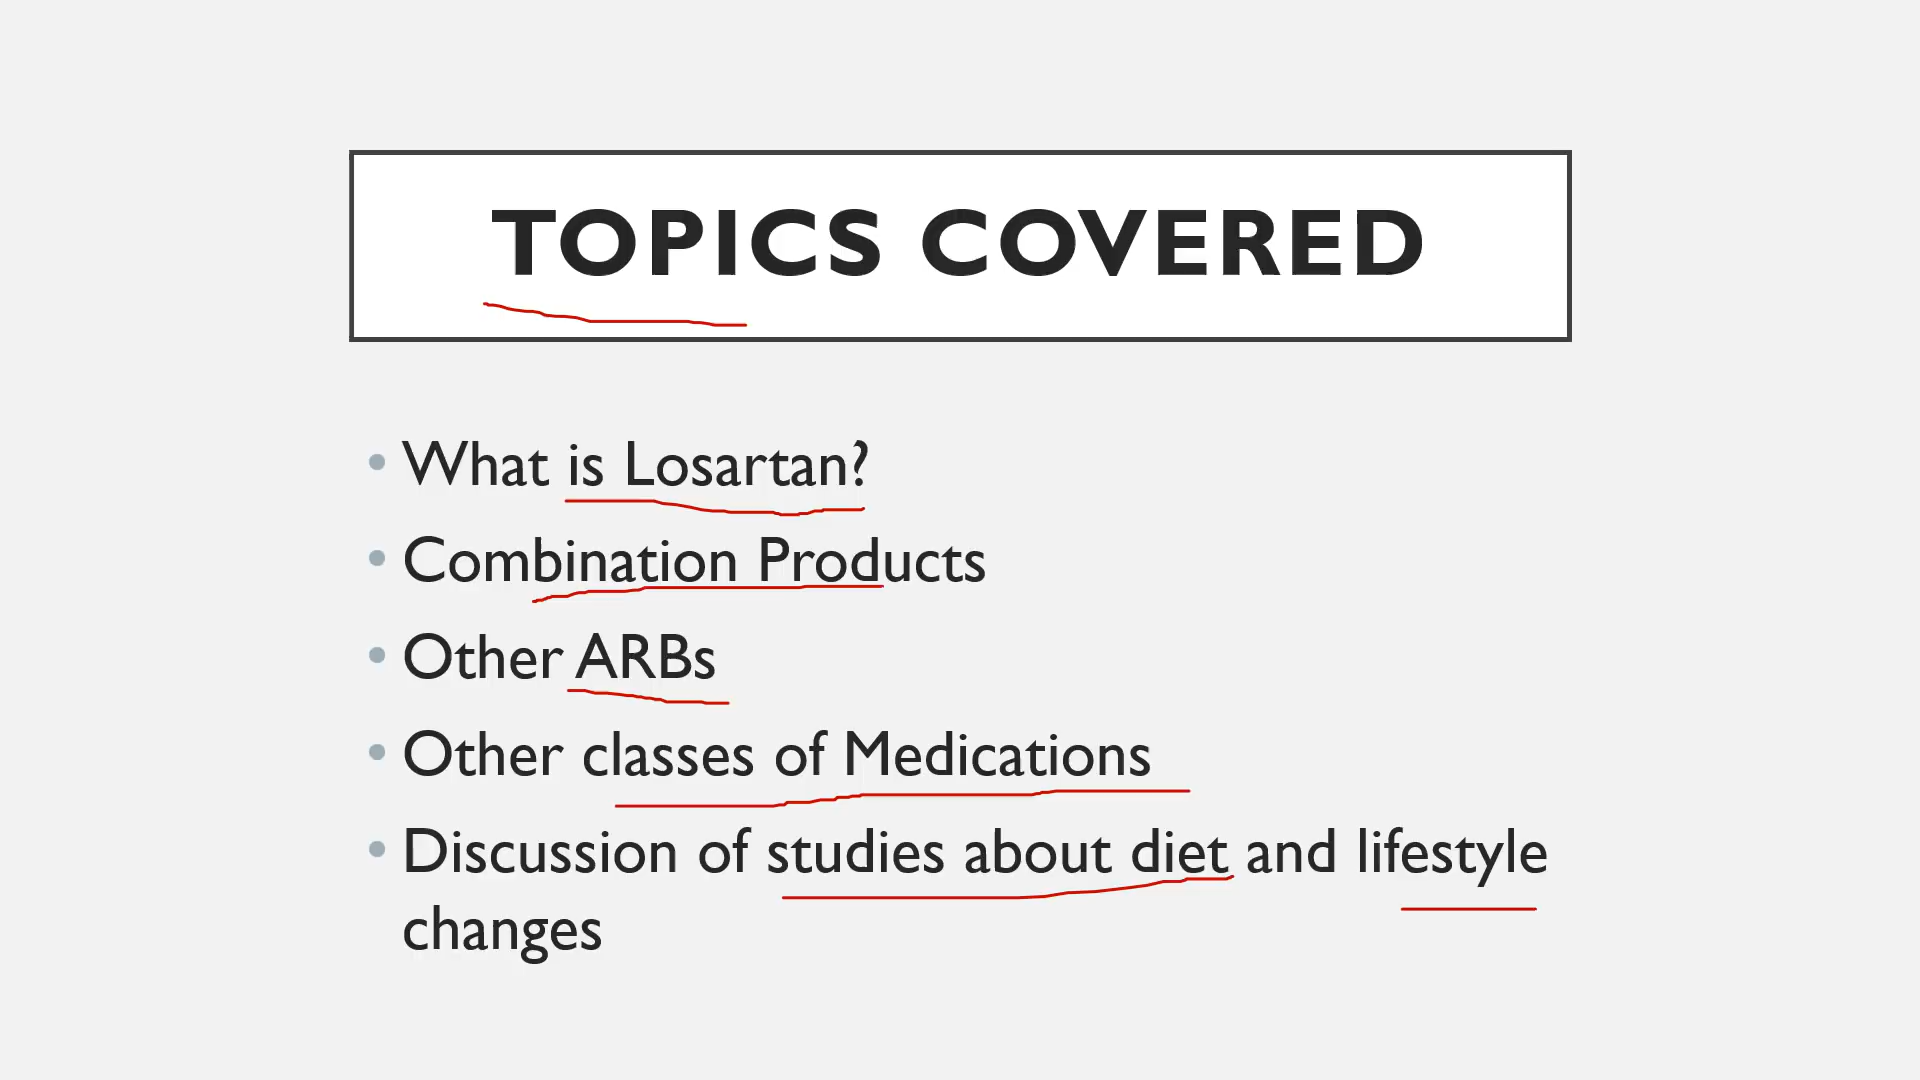 TOPICS COVERED
• What is Losartan?
• Combination Products
• Other ARBs
• Other classes of Medications
• Discussion of studies about diet and lifestyle
changes